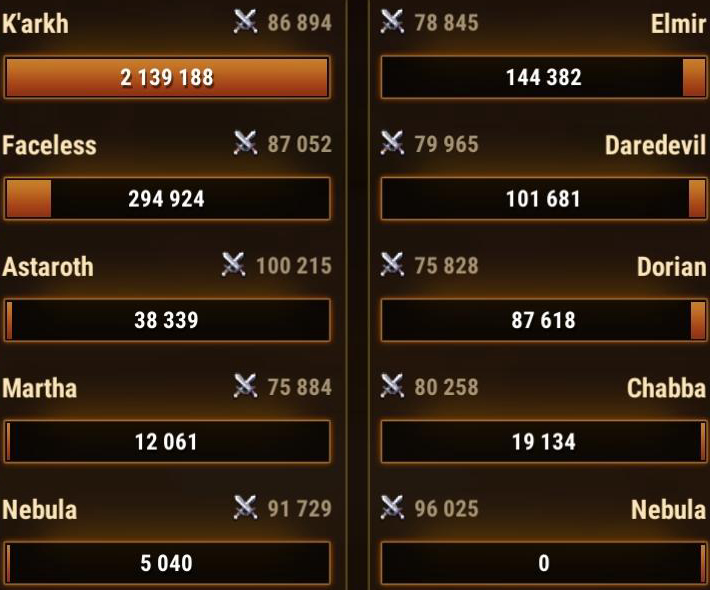 K'arkh 86 894 78 845 Elmir
2 139 188 144 382
Faceless 87 052 79 965 Daredevil
294 924 101 681
Astaroth 100 215 75 828 Dorian
38 339 87 618
Martha 75 884 80 258 Chabba
12 061 19 134
Nebula 91 729 96 025 Nebula
5 040 0